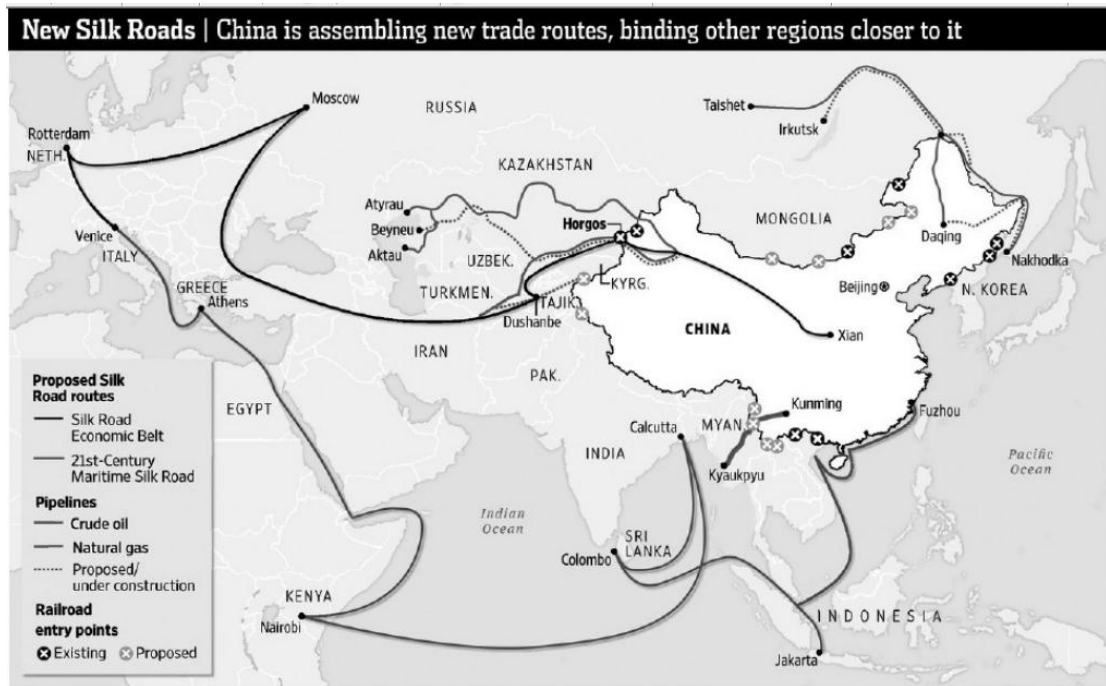 New Silk Roads | China is assembling new trade routes, binding other regions closer to it
Moscow
RUSSIA
Taishet
Irkutsk
Rotterdam
NETH.
KAZAKHSTAN
Atyrau
Beyneu
Aktau
Horgos
MONGOLIA
Daqing
Nakhodka
Venice
ITALY
UZBEK.
GREECE
Athens
TURKMEN.
TAJIK.
KYRG.
Dushanbe
Beijing
N. KOREA
CHINA
Xian
IRAN
PAK.
EGYPT
Calcutta
MYAN.
Kunming
Fuzhou
INDIA
Kyaukpyu
Pacific
Ocean
Indian
Ocean
SRI
LANKA
Colombo
KENYA
Nairobi
INDONESIA
Jakarta
Proposed Silk
Road routes
Silk Road
Economic Belt
21st-Century
Maritime Silk Road
Pipelines
Crude oil
Natural gas
Proposed/
under construction
Railroad
entry points
Existing
Proposed